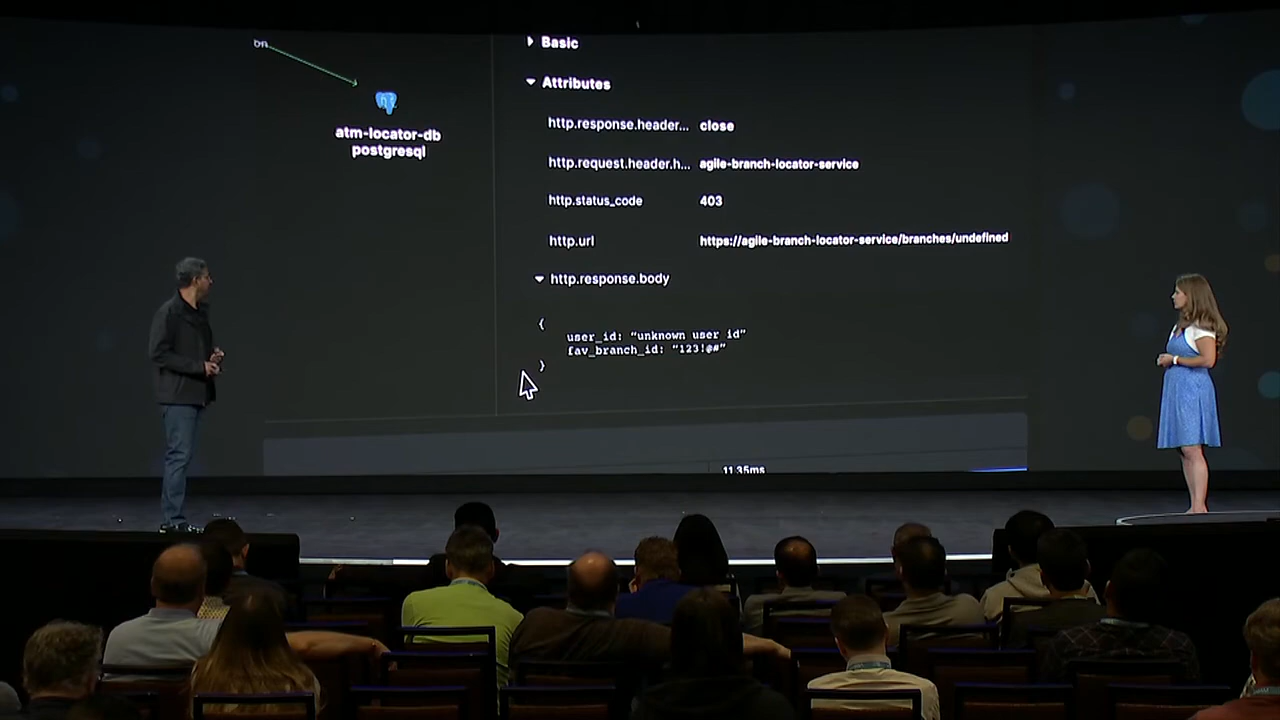 on
atm-locator-db
postgresql
Basic
Attributes
http.response.header... close
http.request.header.h... agile-branch-locator-service
http.status_code 403
http.url https://agile-branch-locator-service/branches/undefined
http.response.body
{
user_id: "unknown user id"
fav_branch_id: "123!@#"
}
11.35ms